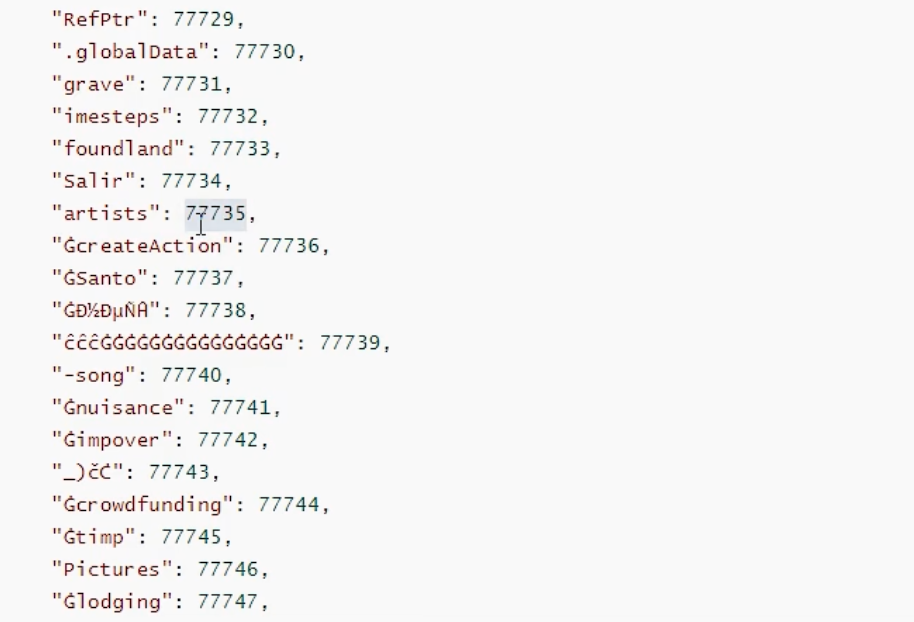 "RefPtr": 77729,
".globalData": 77730,
"grave": 77731,
"imesteps": 77732,
"foundland": 77733,
"Salir": 77734,
"artists": 77735,
"ĠcreateAction": 77736,
"ĠSanto": 77737,
"ĠÐ½ÐµÑĤ": 77738,
"ĉĉĉĠĠĠĠĠĠĠĠĠĠĠĠĠĠĠ": 77739,
"-song": 77740,
"Ġnuisance": 77741,
"Ġimpover": 77742,
"_)čĊ": 77743,
"Ġcrowdfunding": 77744,
"Ġtimp": 77745,
"Pictures": 77746,
"Ġlodging": 77747,